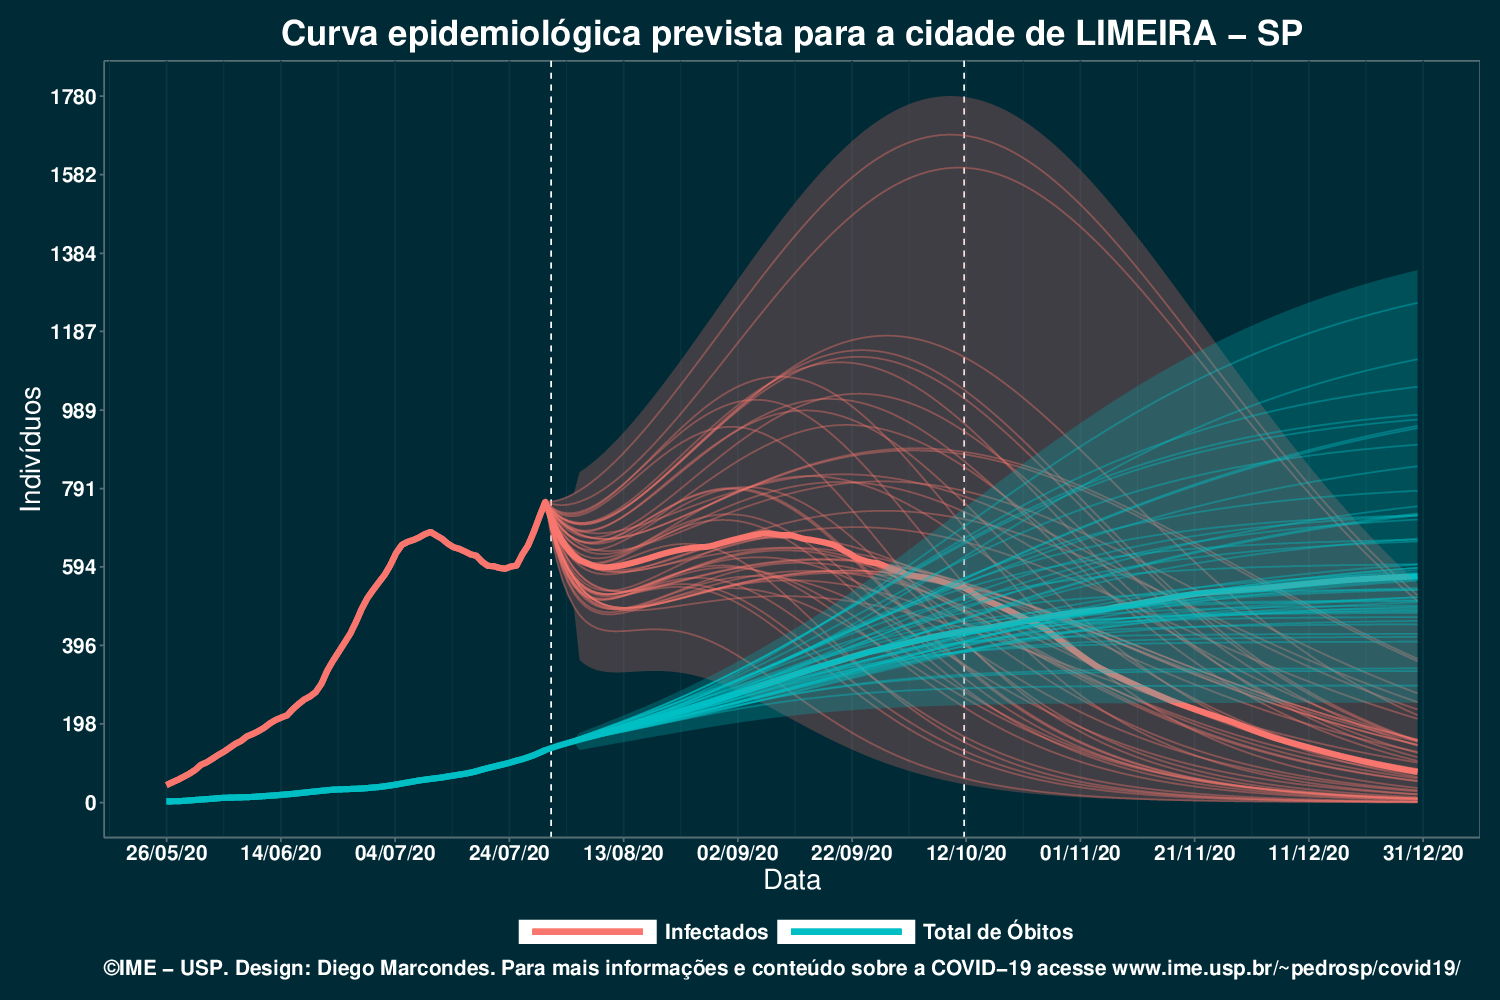 Curva epidemiológica prevista para a cidade de LIMEIRA – SP
Indivíduos
1780
1582
1384
1187
989
791
594
396
198
0
26/05/20 14/06/20 04/07/20 24/07/20 13/08/20 02/09/20 22/09/20 12/10/20 01/11/20 21/11/20 11/12/20 31/12/20
Data
Infectados Total de Óbitos
©IME – USP. Design: Diego Marcondes. Para mais informações e conteúdo sobre a COVID–19 acesse www.ime.usp.br/~pedrosp/covid19/